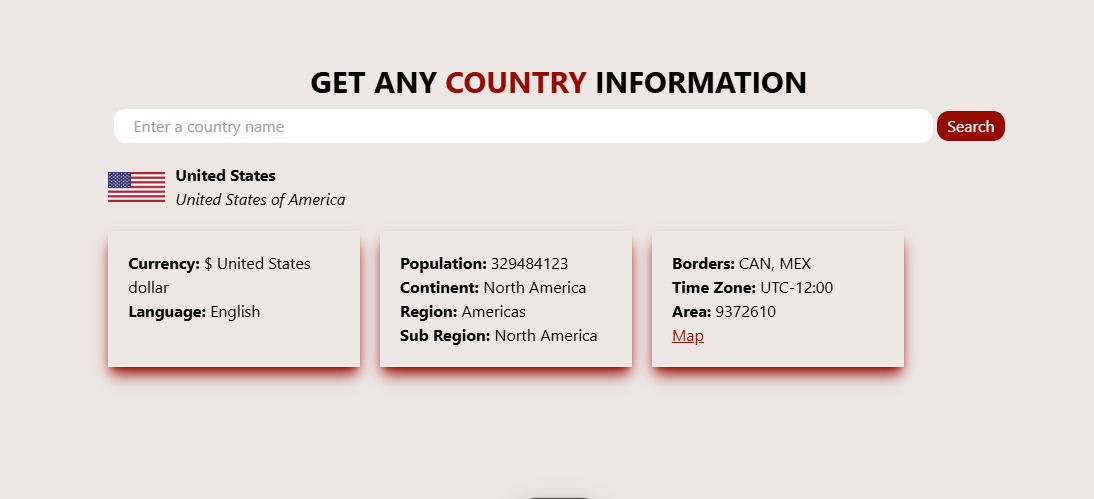 GET ANY COUNTRY INFORMATION
Enter a country name
Search
United States
United States of America
Currency: $ United States
dollar
Language: English
Population: 329484123
Continent: North America
Region: Americas
Sub Region: North America
Borders: CAN, MEX
Time Zone: UTC-12:00
Area: 9372610
Map